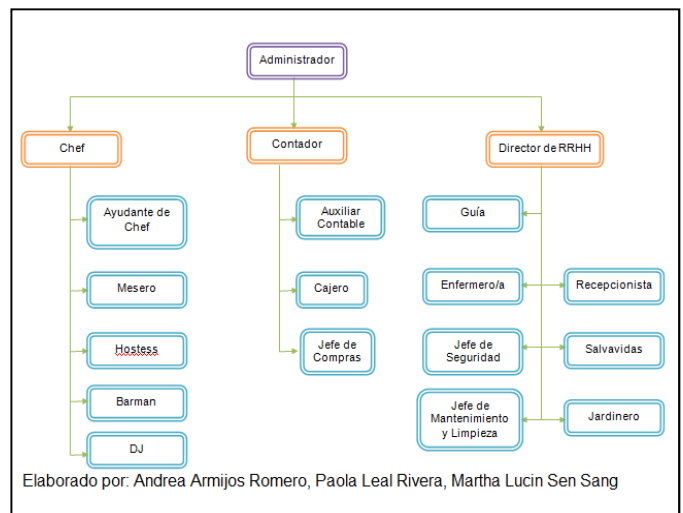 Administrador
Chef
Contador
Director de RRHH
Ayudante de
Chef
Mesero
Hostess
Barman
DJ
Auxiliar
Contable
Cajero
Jefe de
Compras
Guía
Enfermero/a
Recepcionista
Jefe de
Seguridad
Salvavidas
Jefe de
Mantenimiento
y Limpieza
Jardinero
Elaborado por: Andrea Armijos Romero, Paola Leal Rivera, Martha Lucin Sen Sang